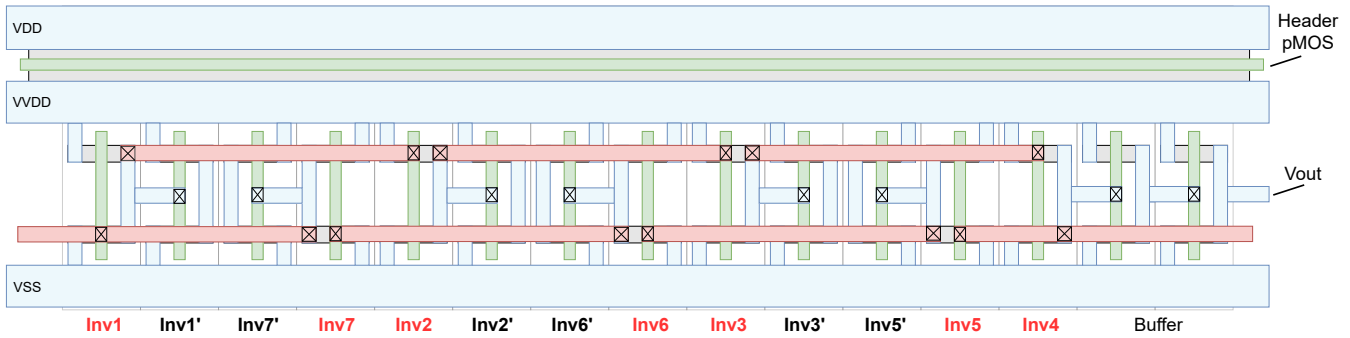 VDD
Header
pMOS
VVDD
Vout
VSS
Inv1 Inv1' Inv7' Inv7 Inv2 Inv2' Inv6' Inv6 Inv3 Inv3' Inv5' Inv5 Inv4 Buffer